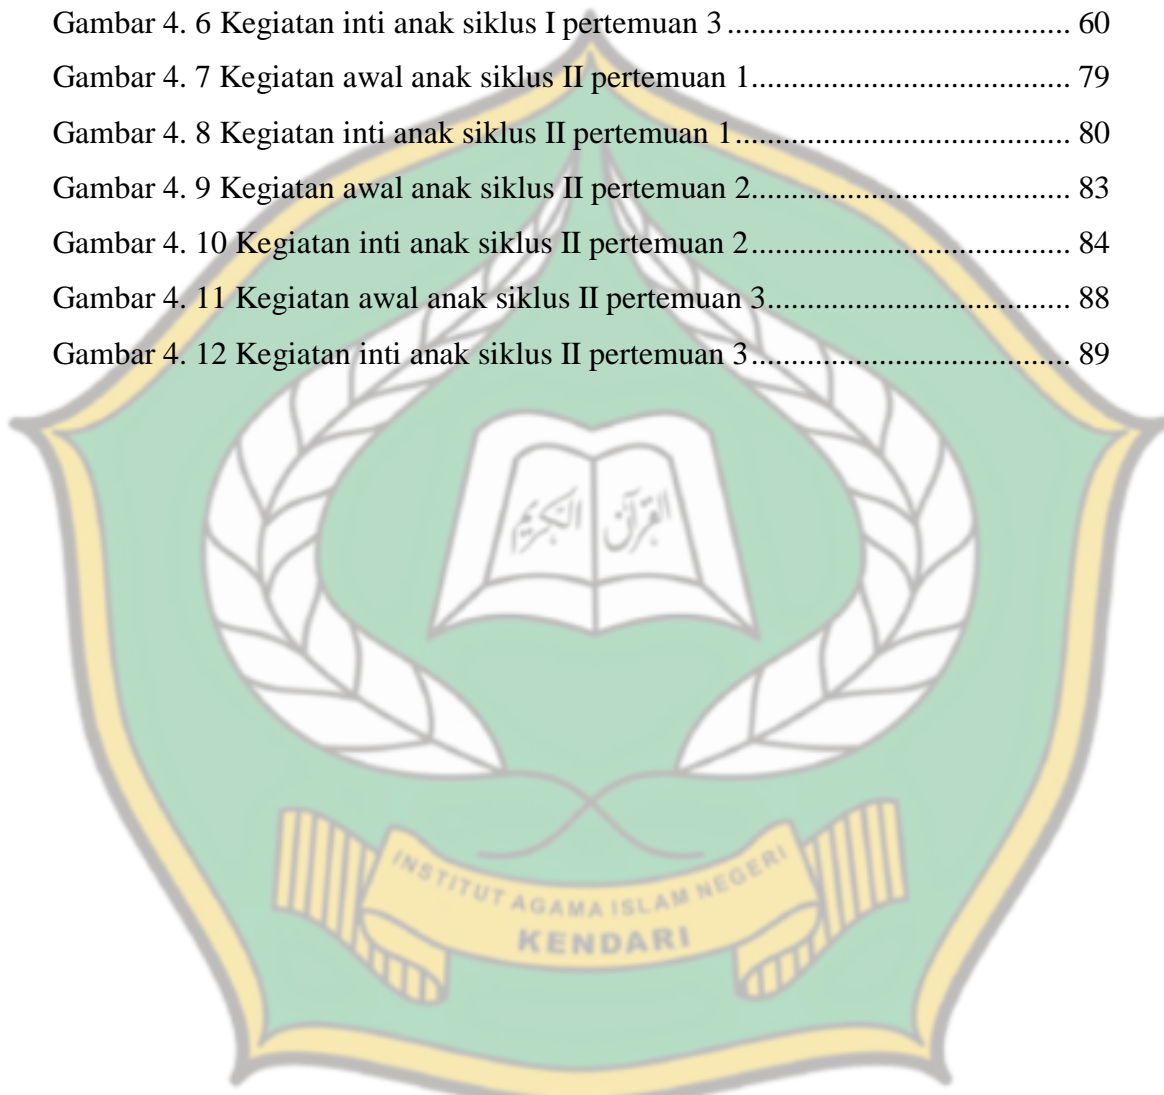 Gambar 4. 6 Kegiatan inti anak siklus I pertemuan 3 ........................................ 60
Gambar 4. 7 Kegiatan awal anak siklus II pertemuan 1...................................... 79
Gambar 4. 8 Kegiatan inti anak siklus II pertemuan 1........................................ 80
Gambar 4. 9 Kegiatan awal anak siklus II pertemuan 2...................................... 83
Gambar 4. 10 Kegiatan inti anak siklus II pertemuan 2...................................... 84
Gambar 4. 11 Kegiatan awal anak siklus II pertemuan 3.................................... 88
Gambar 4. 12 Kegiatan inti anak siklus II pertemuan 3...................................... 89
القرآن الكريم
INSTITUT AGAMA ISLAM NEGERI
KENDARI